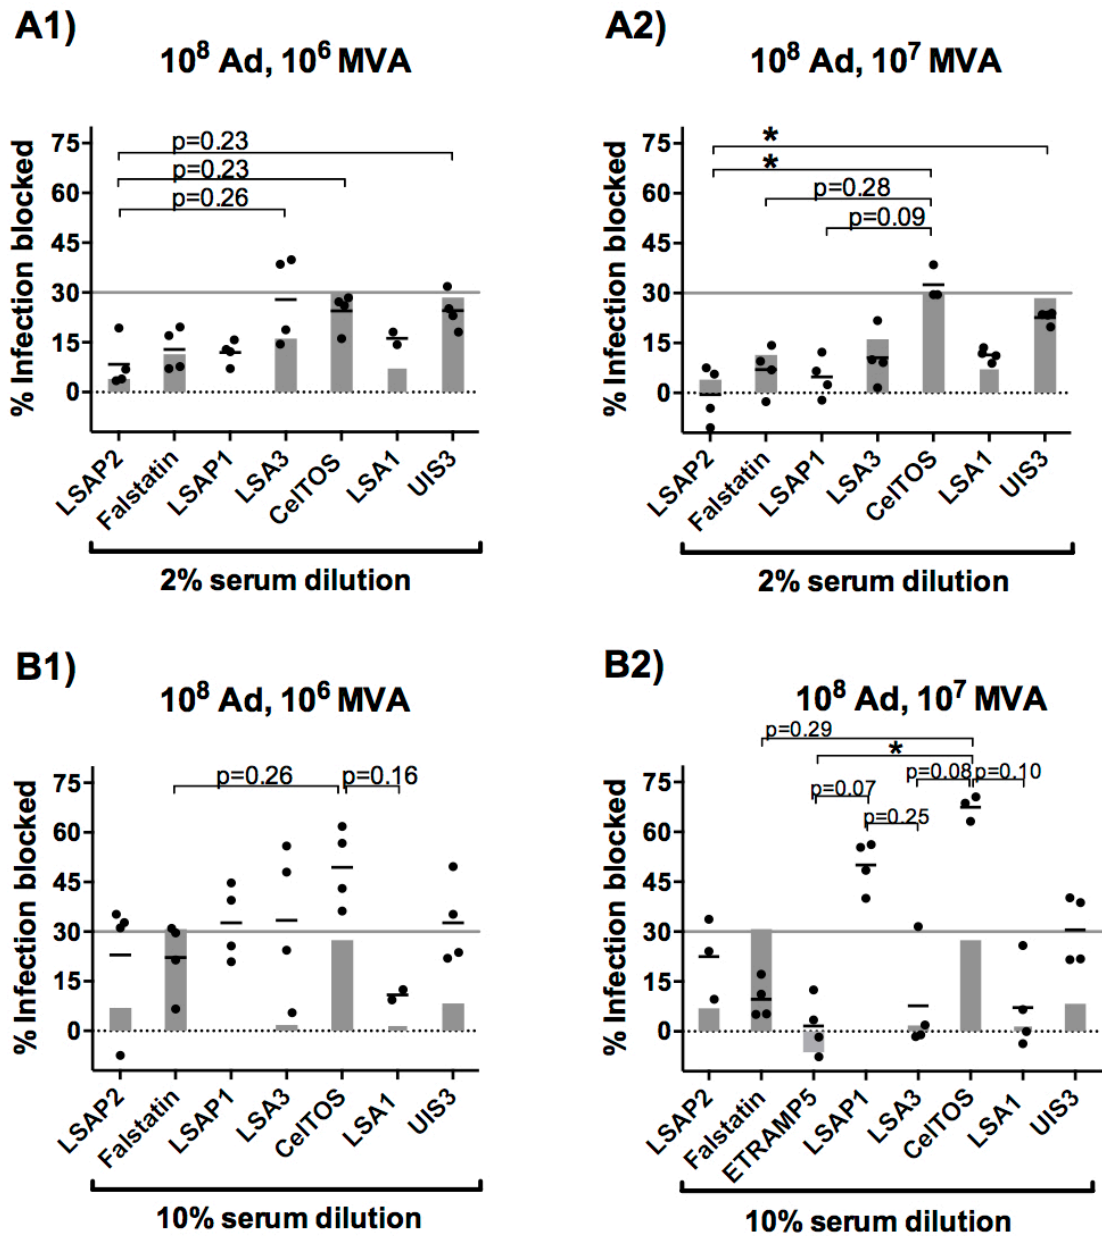 A1)
10⁸ Ad, 10⁶ MVA
% Infection blocked
75
60
45
30
15
0
p=0.23
p=0.23
p=0.26
LSAP2
Falstatin
LSAP1
LSA3
CelTOS
LSA1
UIS3
2% serum dilution
A2)
10⁸ Ad, 10⁷ MVA
% Infection blocked
75
60
45
30
15
0
*
*
p=0.28
p=0.09
LSAP2
Falstatin
LSAP1
LSA3
CelTOS
LSA1
UIS3
2% serum dilution
B1)
10⁸ Ad, 10⁶ MVA
% Infection blocked
75
60
45
30
15
0
p=0.26
p=0.16
LSAP2
Falstatin
LSAP1
LSA3
CelTOS
LSA1
UIS3
10% serum dilution
B2)
10⁸ Ad, 10⁷ MVA
% Infection blocked
75
60
45
30
15
0
p=0.29
*
p=0.08
p=0.10
p=0.07
p=0.25
LSAP2
Falstatin
ETRAMP5
LSAP1
LSA3
CelTOS
LSA1
UIS3
10% serum dilution